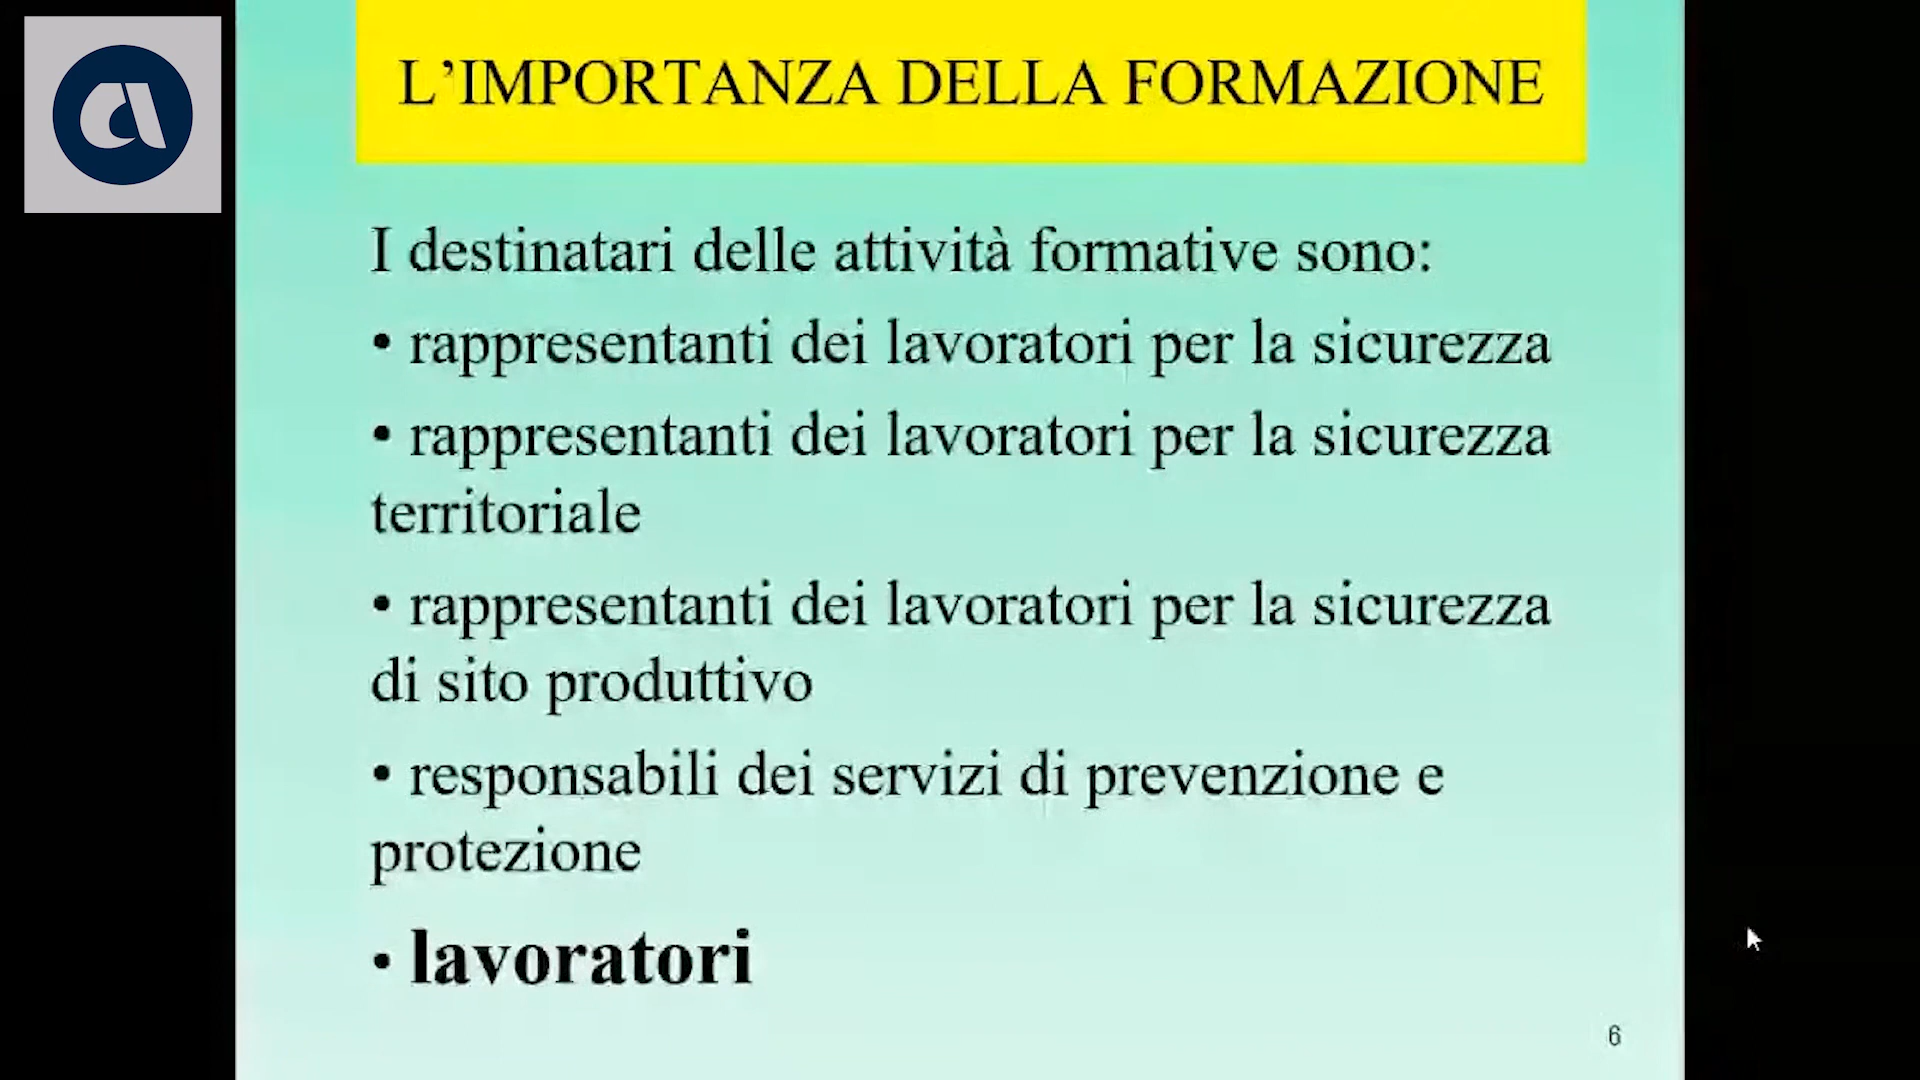 L’IMPORTANZA DELLA FORMAZIONE
I destinatari delle attività formative sono:
• rappresentanti dei lavoratori per la sicurezza
• rappresentanti dei lavoratori per la sicurezza
territoriale
• rappresentanti dei lavoratori per la sicurezza
di sito produttivo
• responsabili dei servizi di prevenzione e
protezione
• lavoratori
6